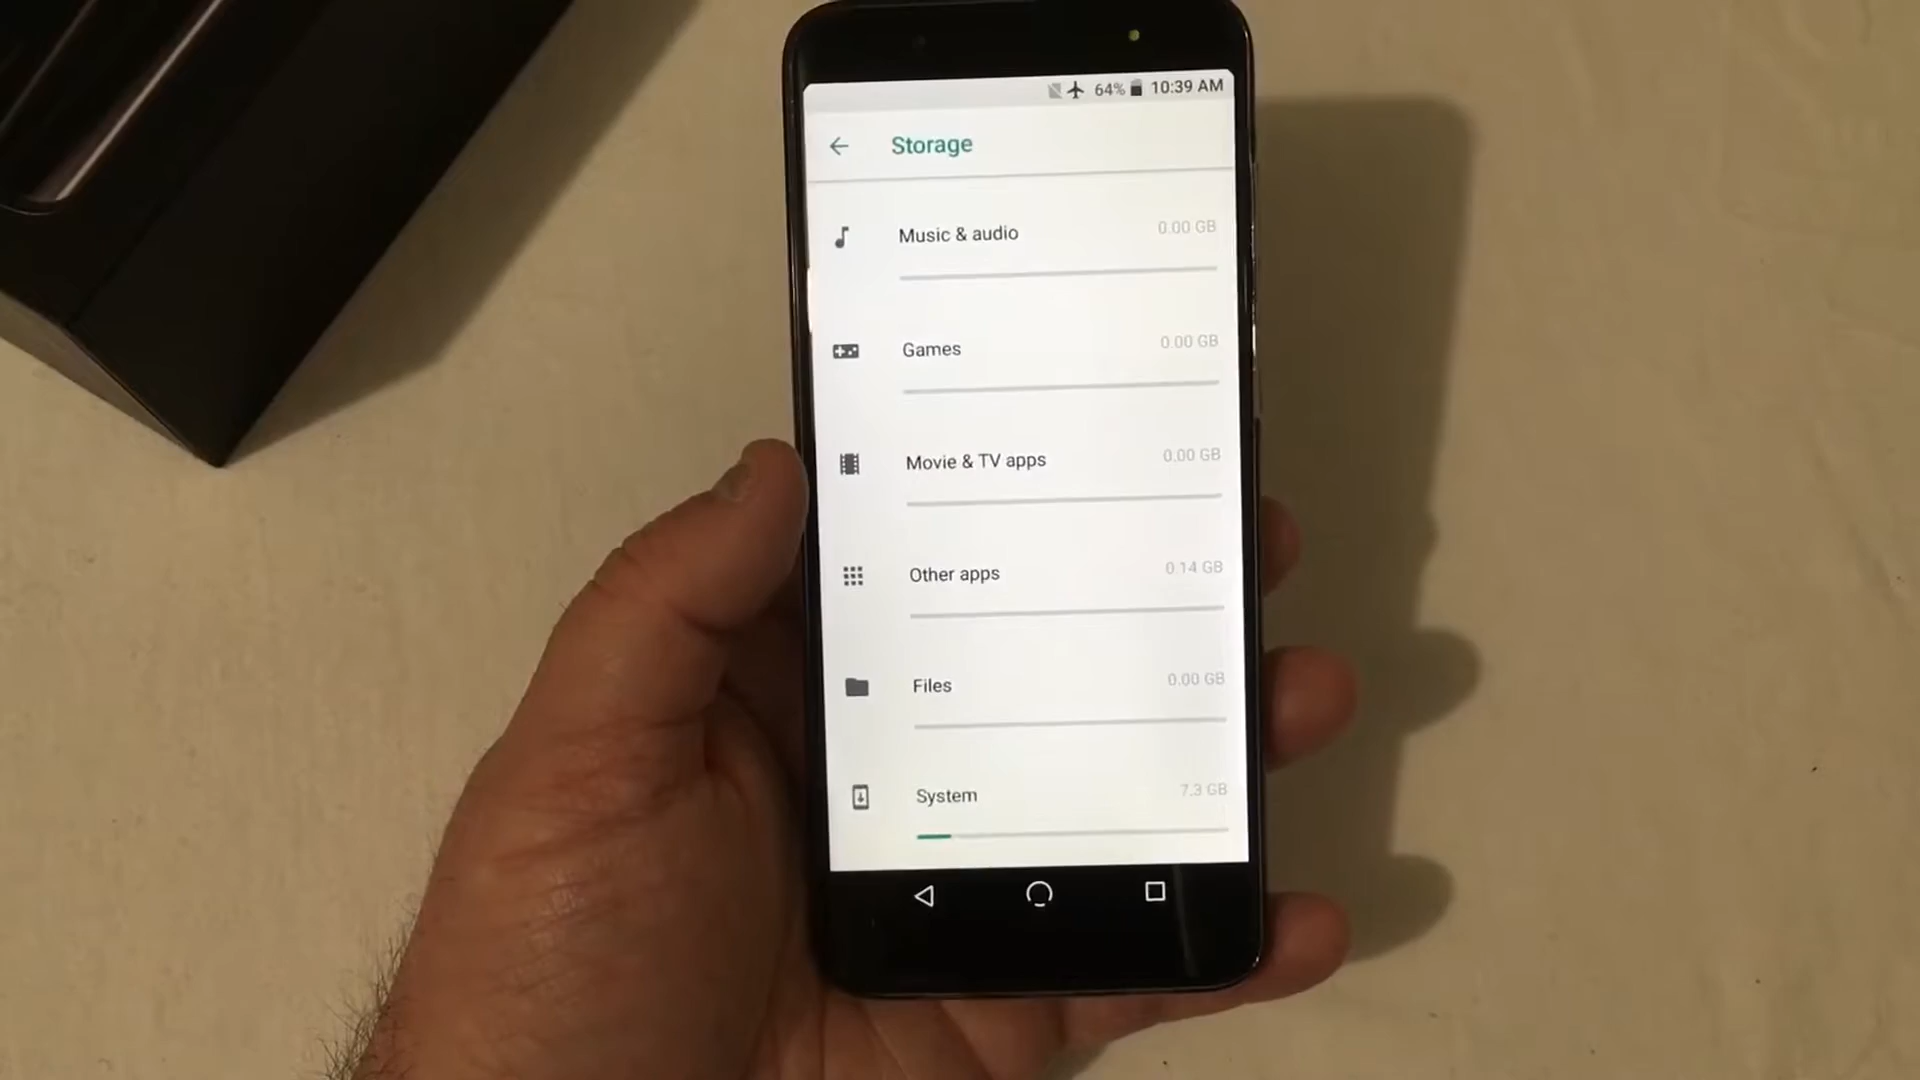 64% 10:39 AM
Storage
Music & audio 0.00 GB
Games 0.00 GB
Movie & TV apps 0.00 GB
Other apps 0.14 GB
Files 0.00 GB
System 7.3 GB